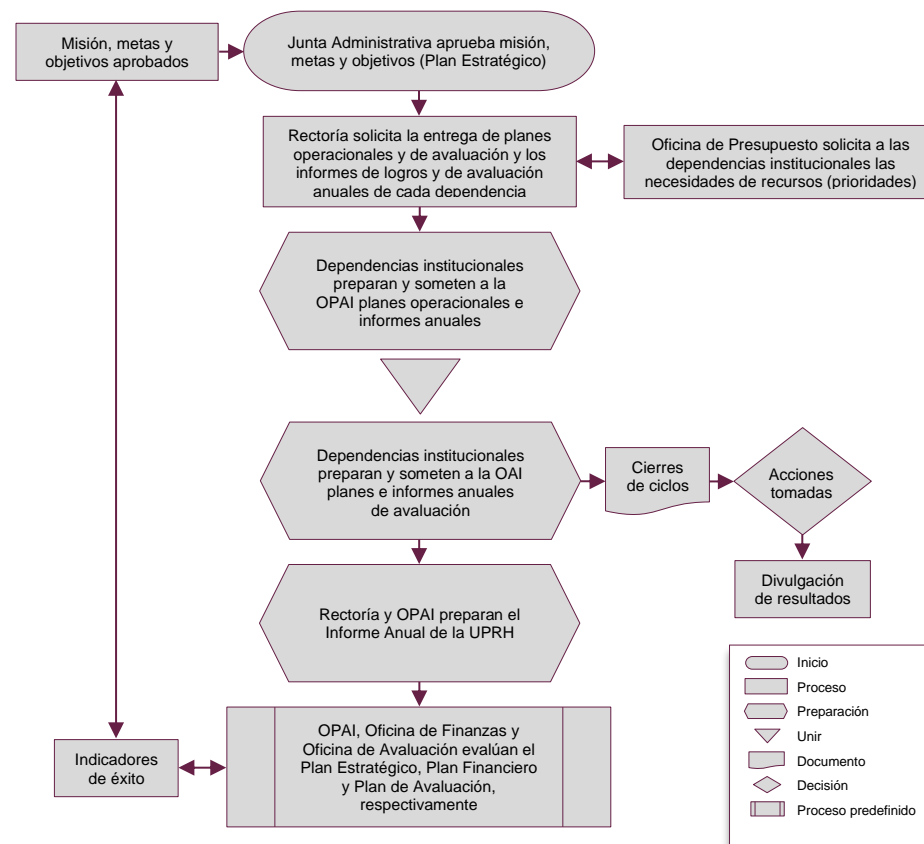 Misión, metas y
objetivos aprobados
Junta Administrativa aprueba misión,
metas y objetivos (Plan Estratégico)
Rectoría solicita la entrega de planes
operacionales y de avaluación y los
informes de logros y de avaluación
anuales de cada dependencia
Oficina de Presupuesto solicita a las
dependencias institucionales las
necesidades de recursos (prioridades)
Dependencias institucionales
preparan y someten a la
OPAI planes operacionales e
informes anuales
Dependencias institucionales
preparan y someten a la OAI
planes e informes anuales
de avaluación
Cierres
de ciclos
Acciones
tomadas
Divulgación
de resultados
Rectoría y OPAI preparan el
Informe Anual de la UPRH
OPAI, Oficina de Finanzas y
Oficina de Avaluación evalúan el
Plan Estratégico, Plan Financiero
y Plan de Avaluación,
respectivamente
Indicadores
de éxito
Inicio
Proceso
Preparación
Unir
Documento
Decisión
Proceso predefinido